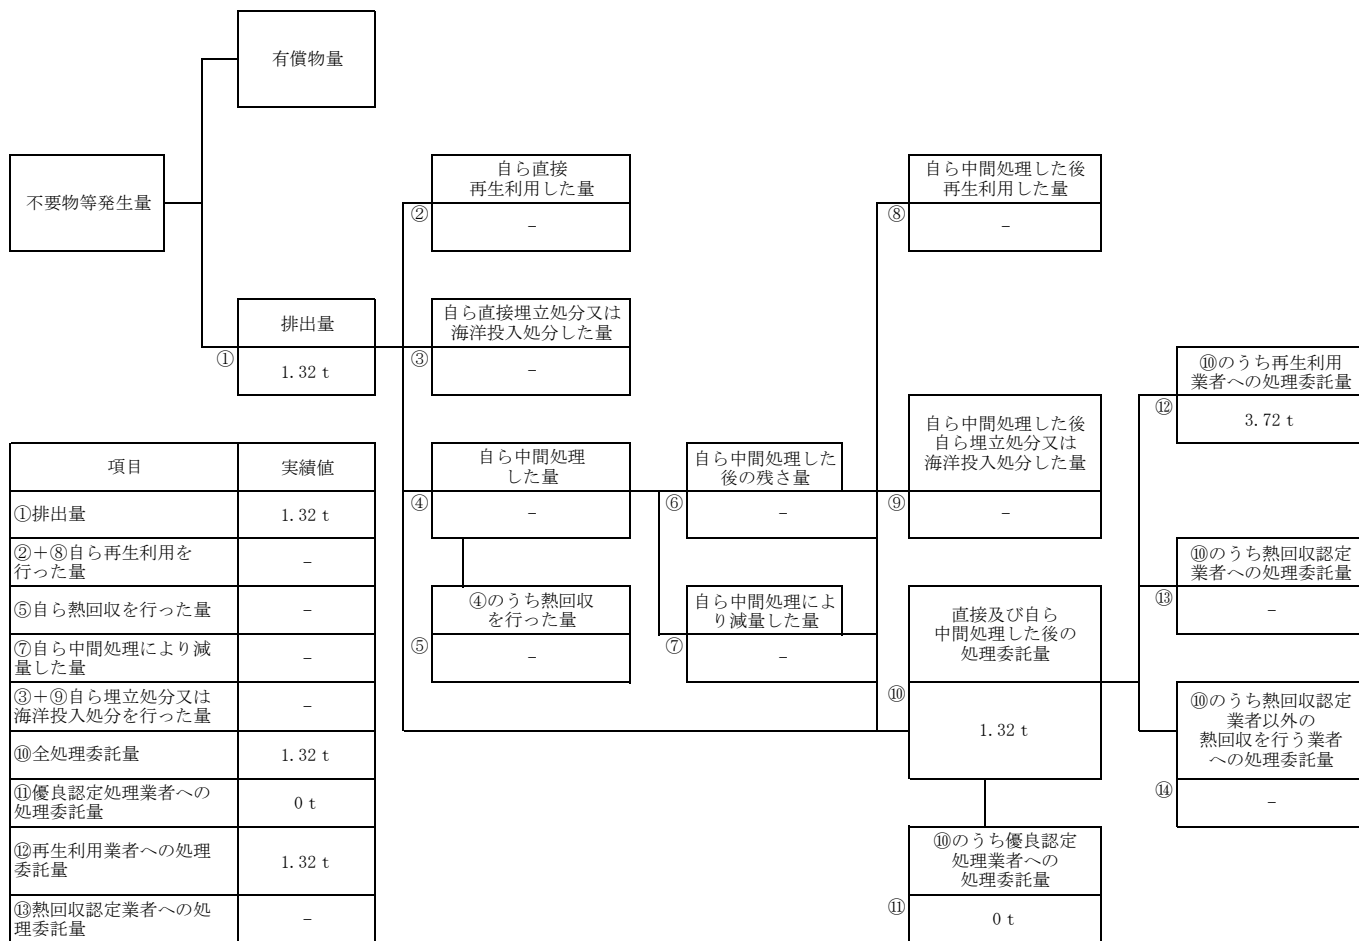 有償物量
不要物等発生量
自ら直接
再生利用した量
②
−
自ら中間処理した後
再生利用した量
⑧
−
排出量
①
1.32 t
自ら直接埋立処分又は
海洋投入処分した量
③
−
⑩のうち再生利用
業者への処理委託量
⑫
3.72 t
自ら中間処理
した量
④
−
自ら中間処理した
後の残さ量
⑥
−
自ら中間処理した後
自ら埋立処分又は
海洋投入処分した量
⑨
−
⑩のうち熱回収認定
業者への処理委託量
⑬
−
④のうち熱回収
を行った量
⑤
−
自ら中間処理によ
り減量した量
⑦
−
直接及び自ら
中間処理した後の
処理委託量
⑩
1.32 t
⑩のうち熱回収認定
業者以外の
熱回収を行う業者
への処理委託量
⑭
−
⑩のうち優良認定
処理業者への
処理委託量
⑪
0 t
項目 実績値
①排出量 1.32 t
②+⑧自ら再生利用を
行った量 −
⑤自ら熱回収を行った量 −
⑦自ら中間処理により減
量した量 −
③+⑨自ら埋立処分又は
海洋投入処分を行った量 −
⑩全処理委託量 1.32 t
⑪優良認定処理業者への
処理委託量 0 t
⑫再生利用業者への処理
委託量 1.32 t
⑬熱回収認定業者への処
理委託量 −